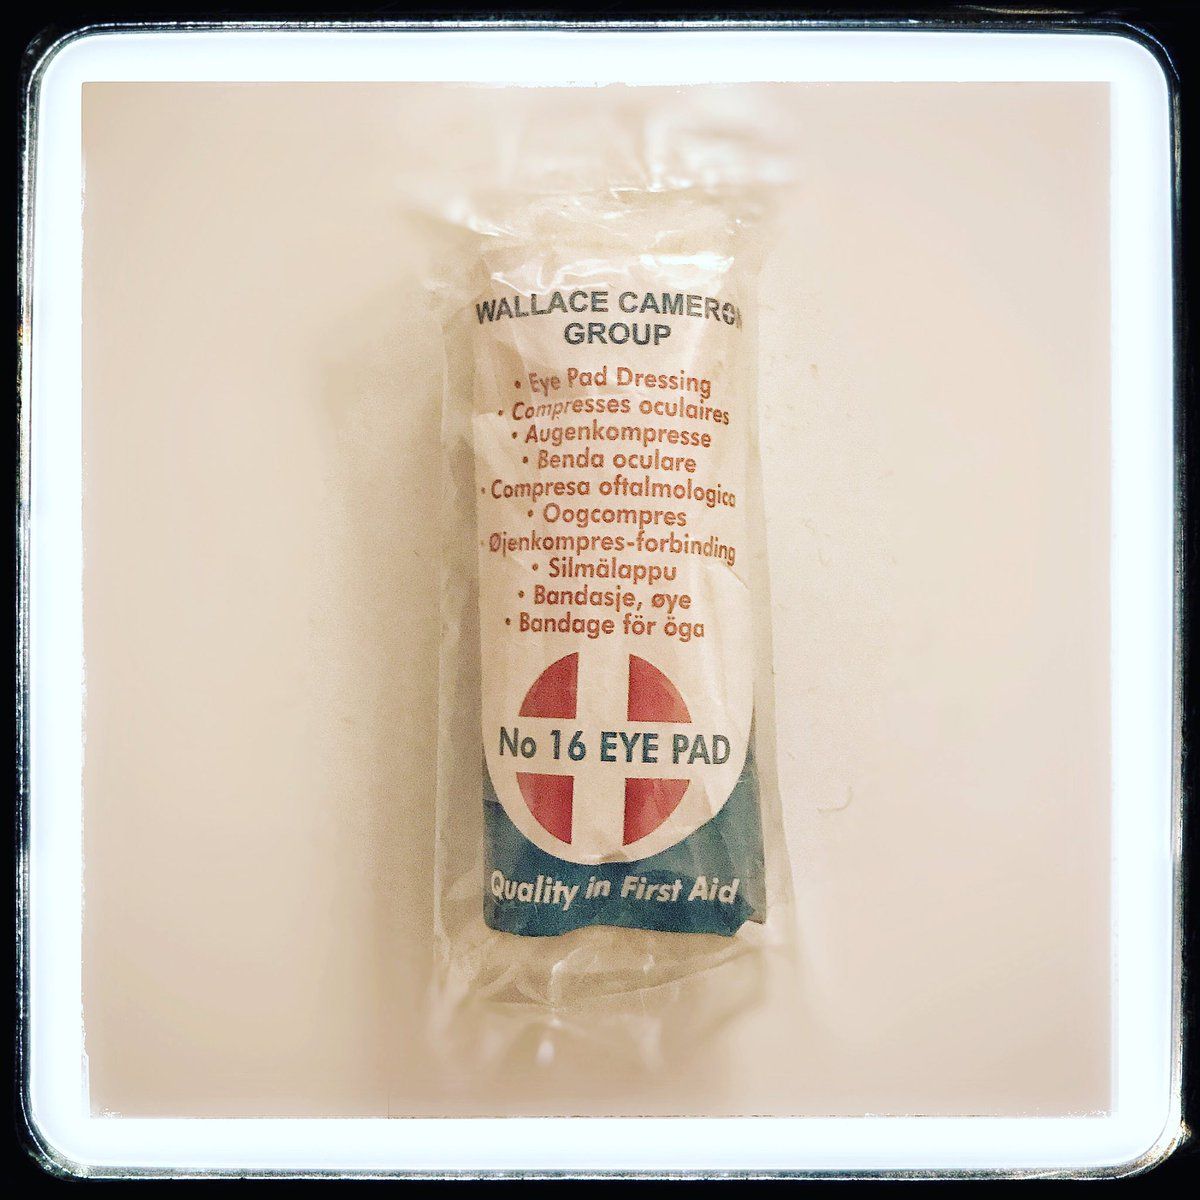 WALLACE CAMERON
GROUP
• Eye Pad Dressing
• Compresses oculaires
• Augenkompresse
• Benda oculare
• Compresa oftalmologica
• Oogcompres
• Øjenkompres-forbinding
• Silmälappu
• Bandasje, øye
• Bandage för öga
No 16 EYE PAD
Quality in First Aid